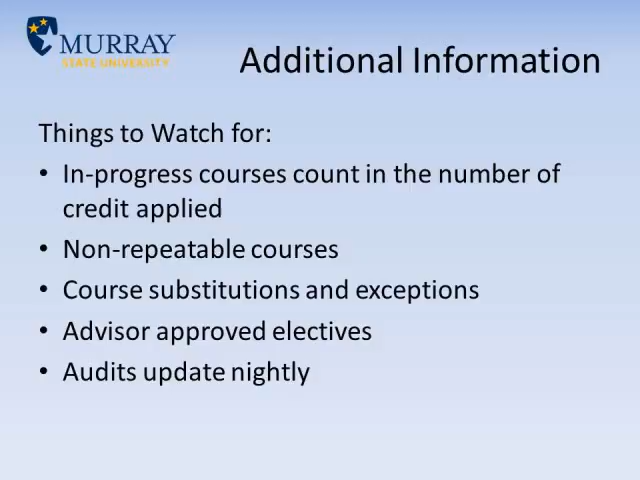 MURRAY
STATE UNIVERSITY
Additional Information
Things to Watch for:
• In-progress courses count in the number of
credit applied
• Non-repeatable courses
• Course substitutions and exceptions
• Advisor approved electives
• Audits update nightly